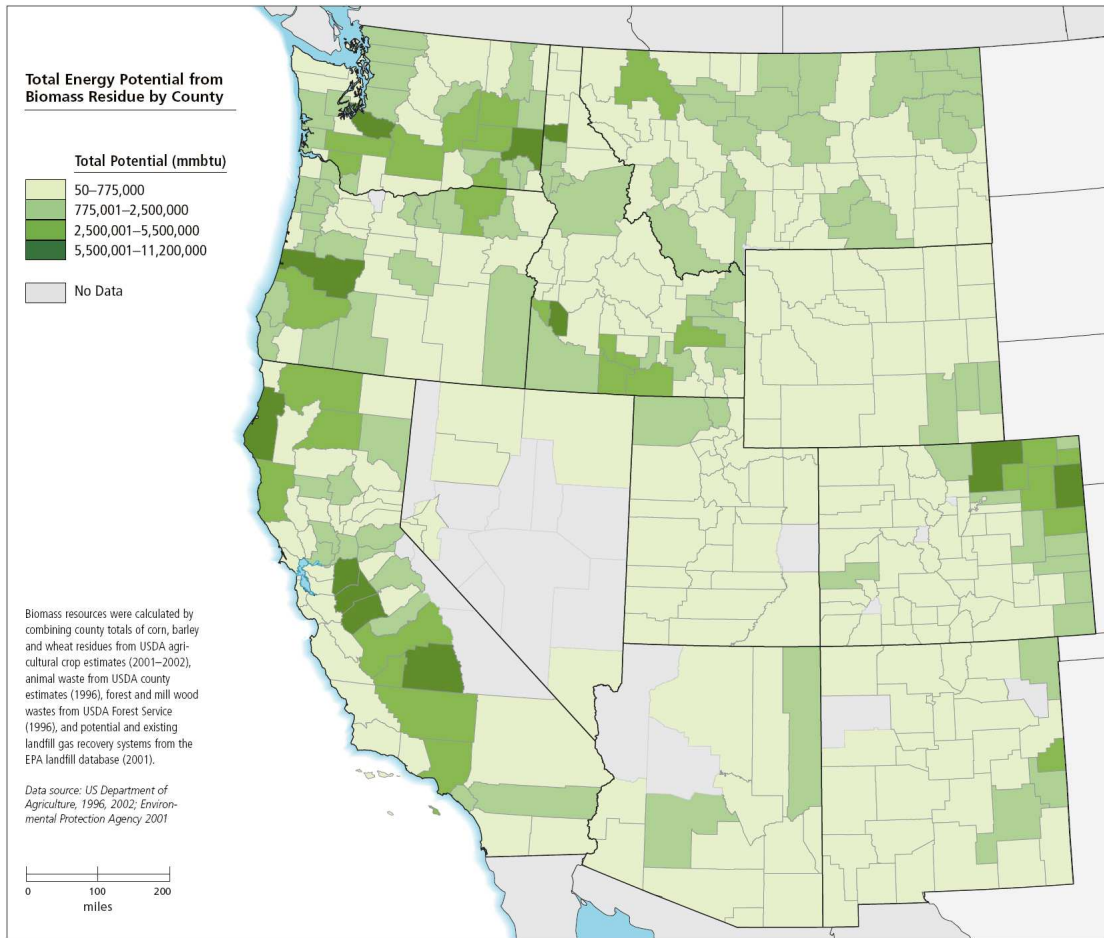 Total Energy Potential from
Biomass Residue by County
Total Potential (mmbtu)
50–775,000
775,001–2,500,000
2,500,001–5,500,000
5,500,001–11,200,000
No Data
Biomass resources were calculated by
combining county totals of corn, barley
and wheat residues from USDA agri-
cultural crop estimates (2001–2002),
animal waste from USDA county
estimates (1996), forest and mill wood
wastes from USDA Forest Service
(1996), and potential and existing
landfill gas recovery systems from the
EPA landfill database (2001).
Data source: US Department of
Agriculture, 1996, 2002; Environ-
mental Protection Agency 2001
0 100 200
miles